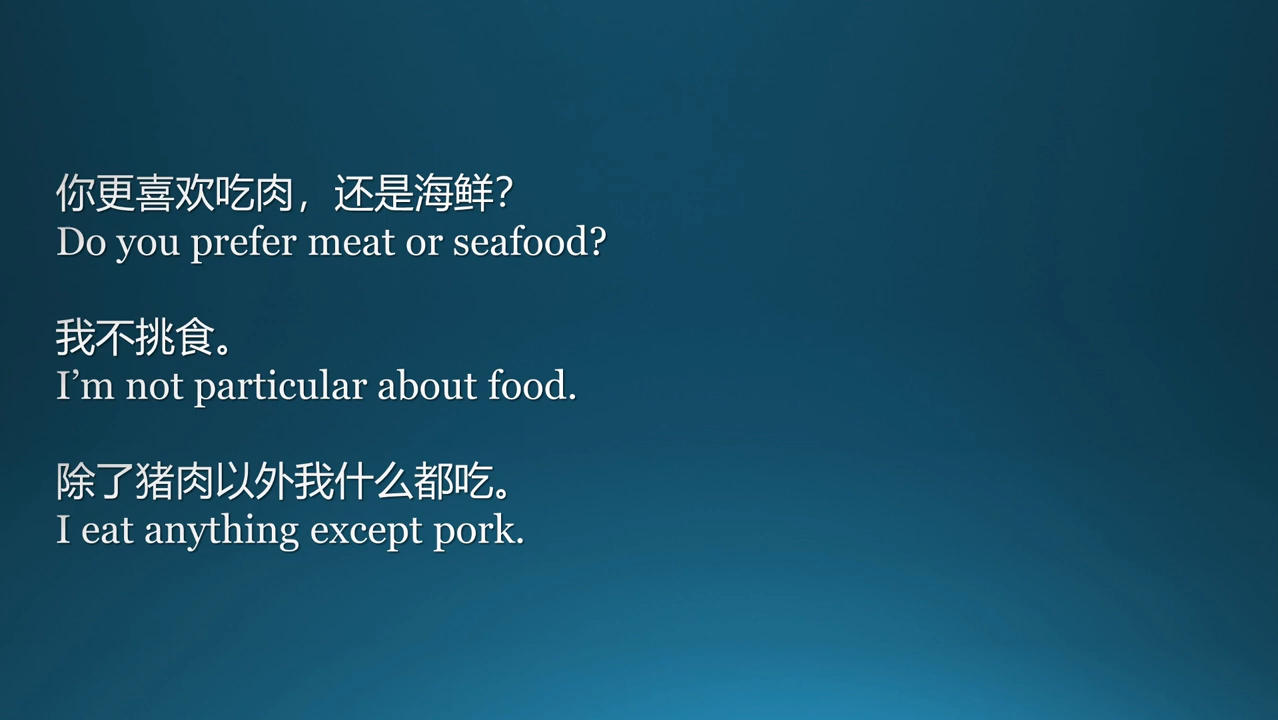 你更喜欢吃肉，还是海鲜？
Do you prefer meat or seafood?
我不挑食。
I’m not particular about food.
除了猪肉以外我什么都吃。
I eat anything except pork.